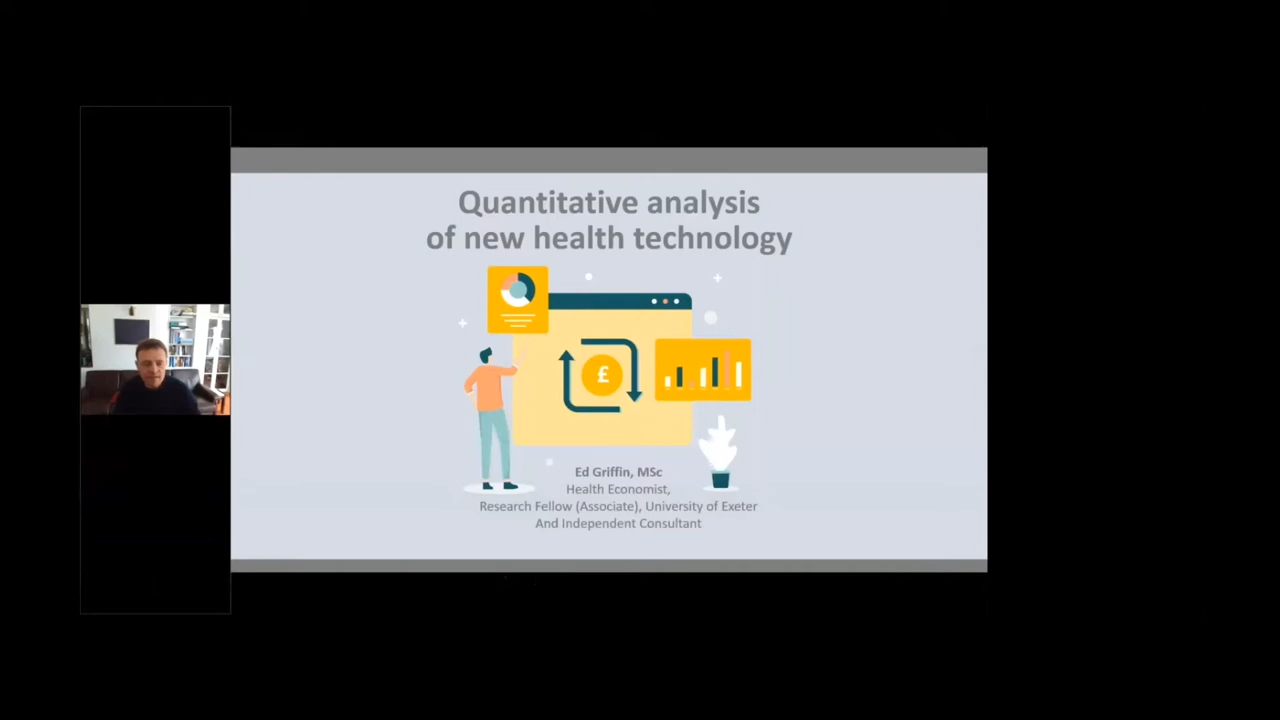 Quantitative analysis
of new health technology
£
Ed Griffin, MSc
Health Economist,
Research Fellow (Associate), University of Exeter
And Independent Consultant